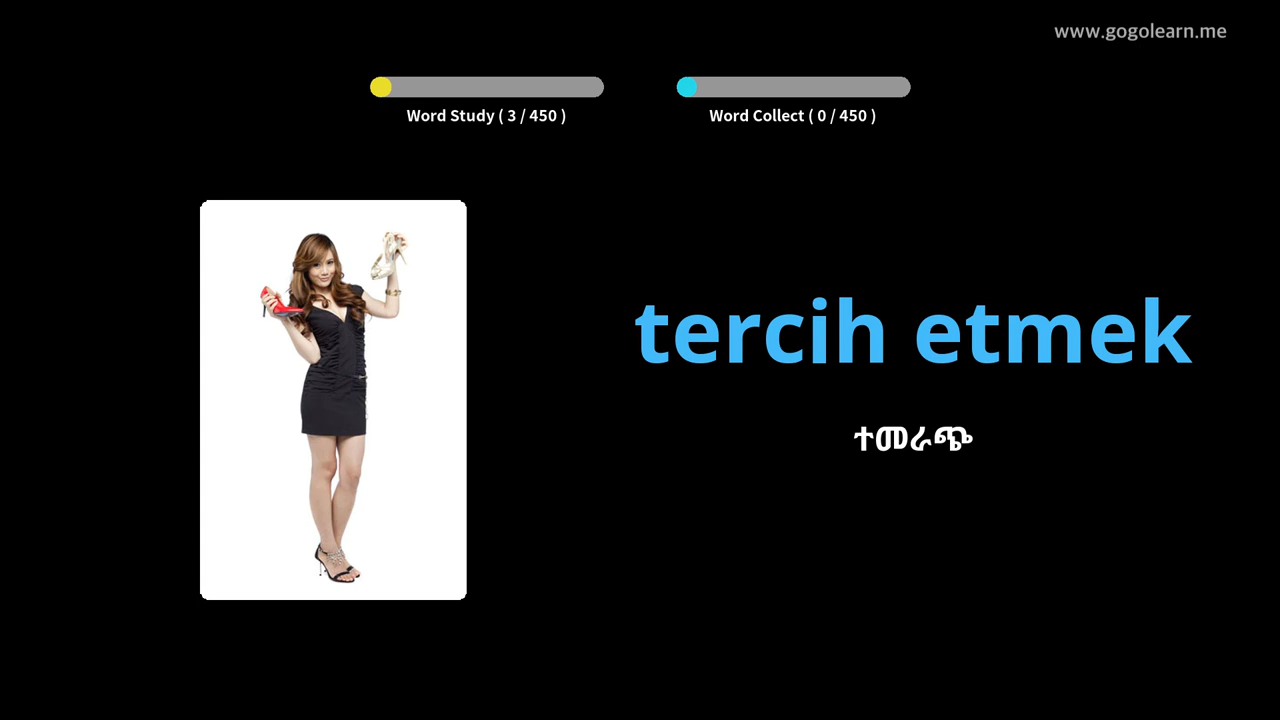 www.gogolearn.me
Word Study ( 3 / 450 )
Word Collect ( 0 / 450 )
tercih etmek
ተመራጭ